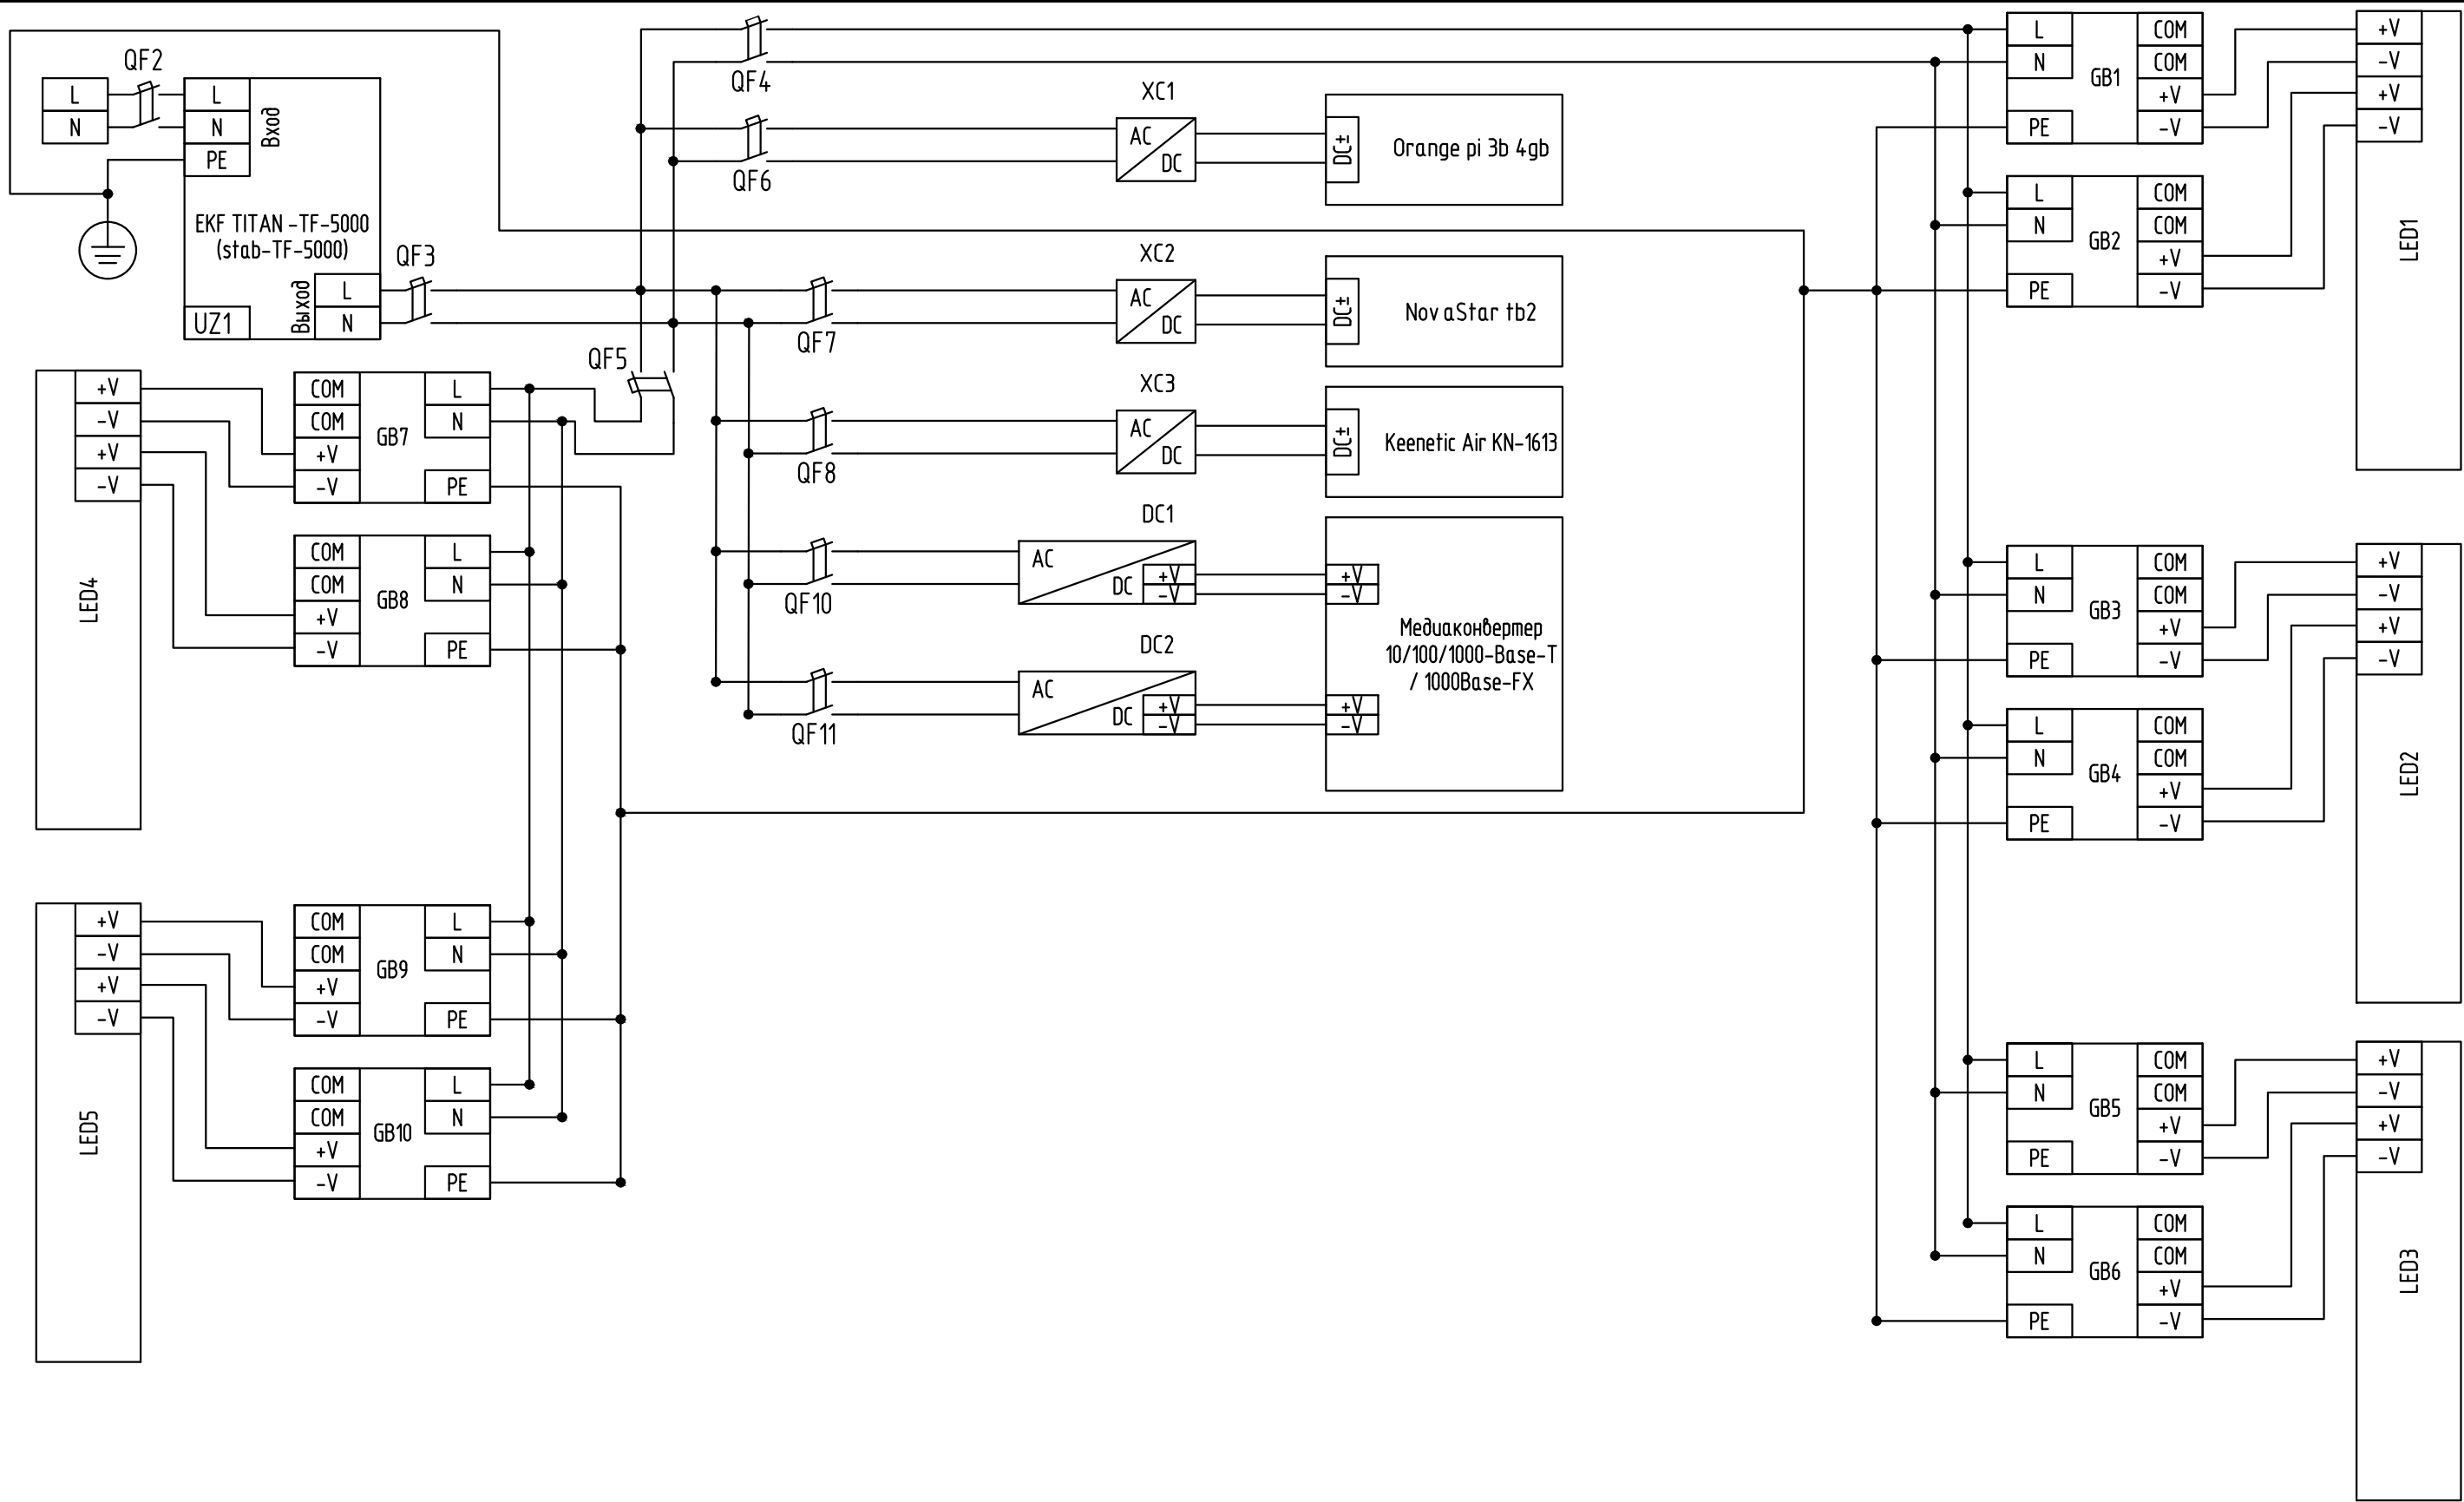 QF2
L
N
L
N
PE
Вход
EKF TITAN -TF-5000
(stab-TF-5000)
UZ1
Выход
L
N
QF3
QF4
QF6
XC1
AC
DC
DC±
Orange pi 3b 4gb
QF7
XC2
AC
DC
DC±
NovaStar tb2
QF5
QF8
XC3
AC
DC
DC±
Keenetic Air KN-1613
QF10
DC1
AC
DC
+V
-V
+V
-V
Медиаконвертер
10/100/1000-Base-T
/ 1000Base-FX
QF11
DC2
AC
DC
+V
-V
+V
-V
LED4
+V
-V
+V
-V
COM
COM
+V
-V
GB7
L
N
PE
COM
COM
+V
-V
GB8
L
N
PE
LED5
+V
-V
+V
-V
COM
COM
+V
-V
GB9
L
N
PE
COM
COM
+V
-V
GB10
L
N
PE
L
N
PE
GB1
COM
COM
+V
-V
L
N
PE
GB2
COM
COM
+V
-V
+V
-V
+V
-V
LED1
L
N
PE
GB3
COM
COM
+V
-V
L
N
PE
GB4
COM
COM
+V
-V
+V
-V
+V
-V
LED2
L
N
PE
GB5
COM
COM
+V
-V
L
N
PE
GB6
COM
COM
+V
-V
+V
-V
+V
-V
LED3